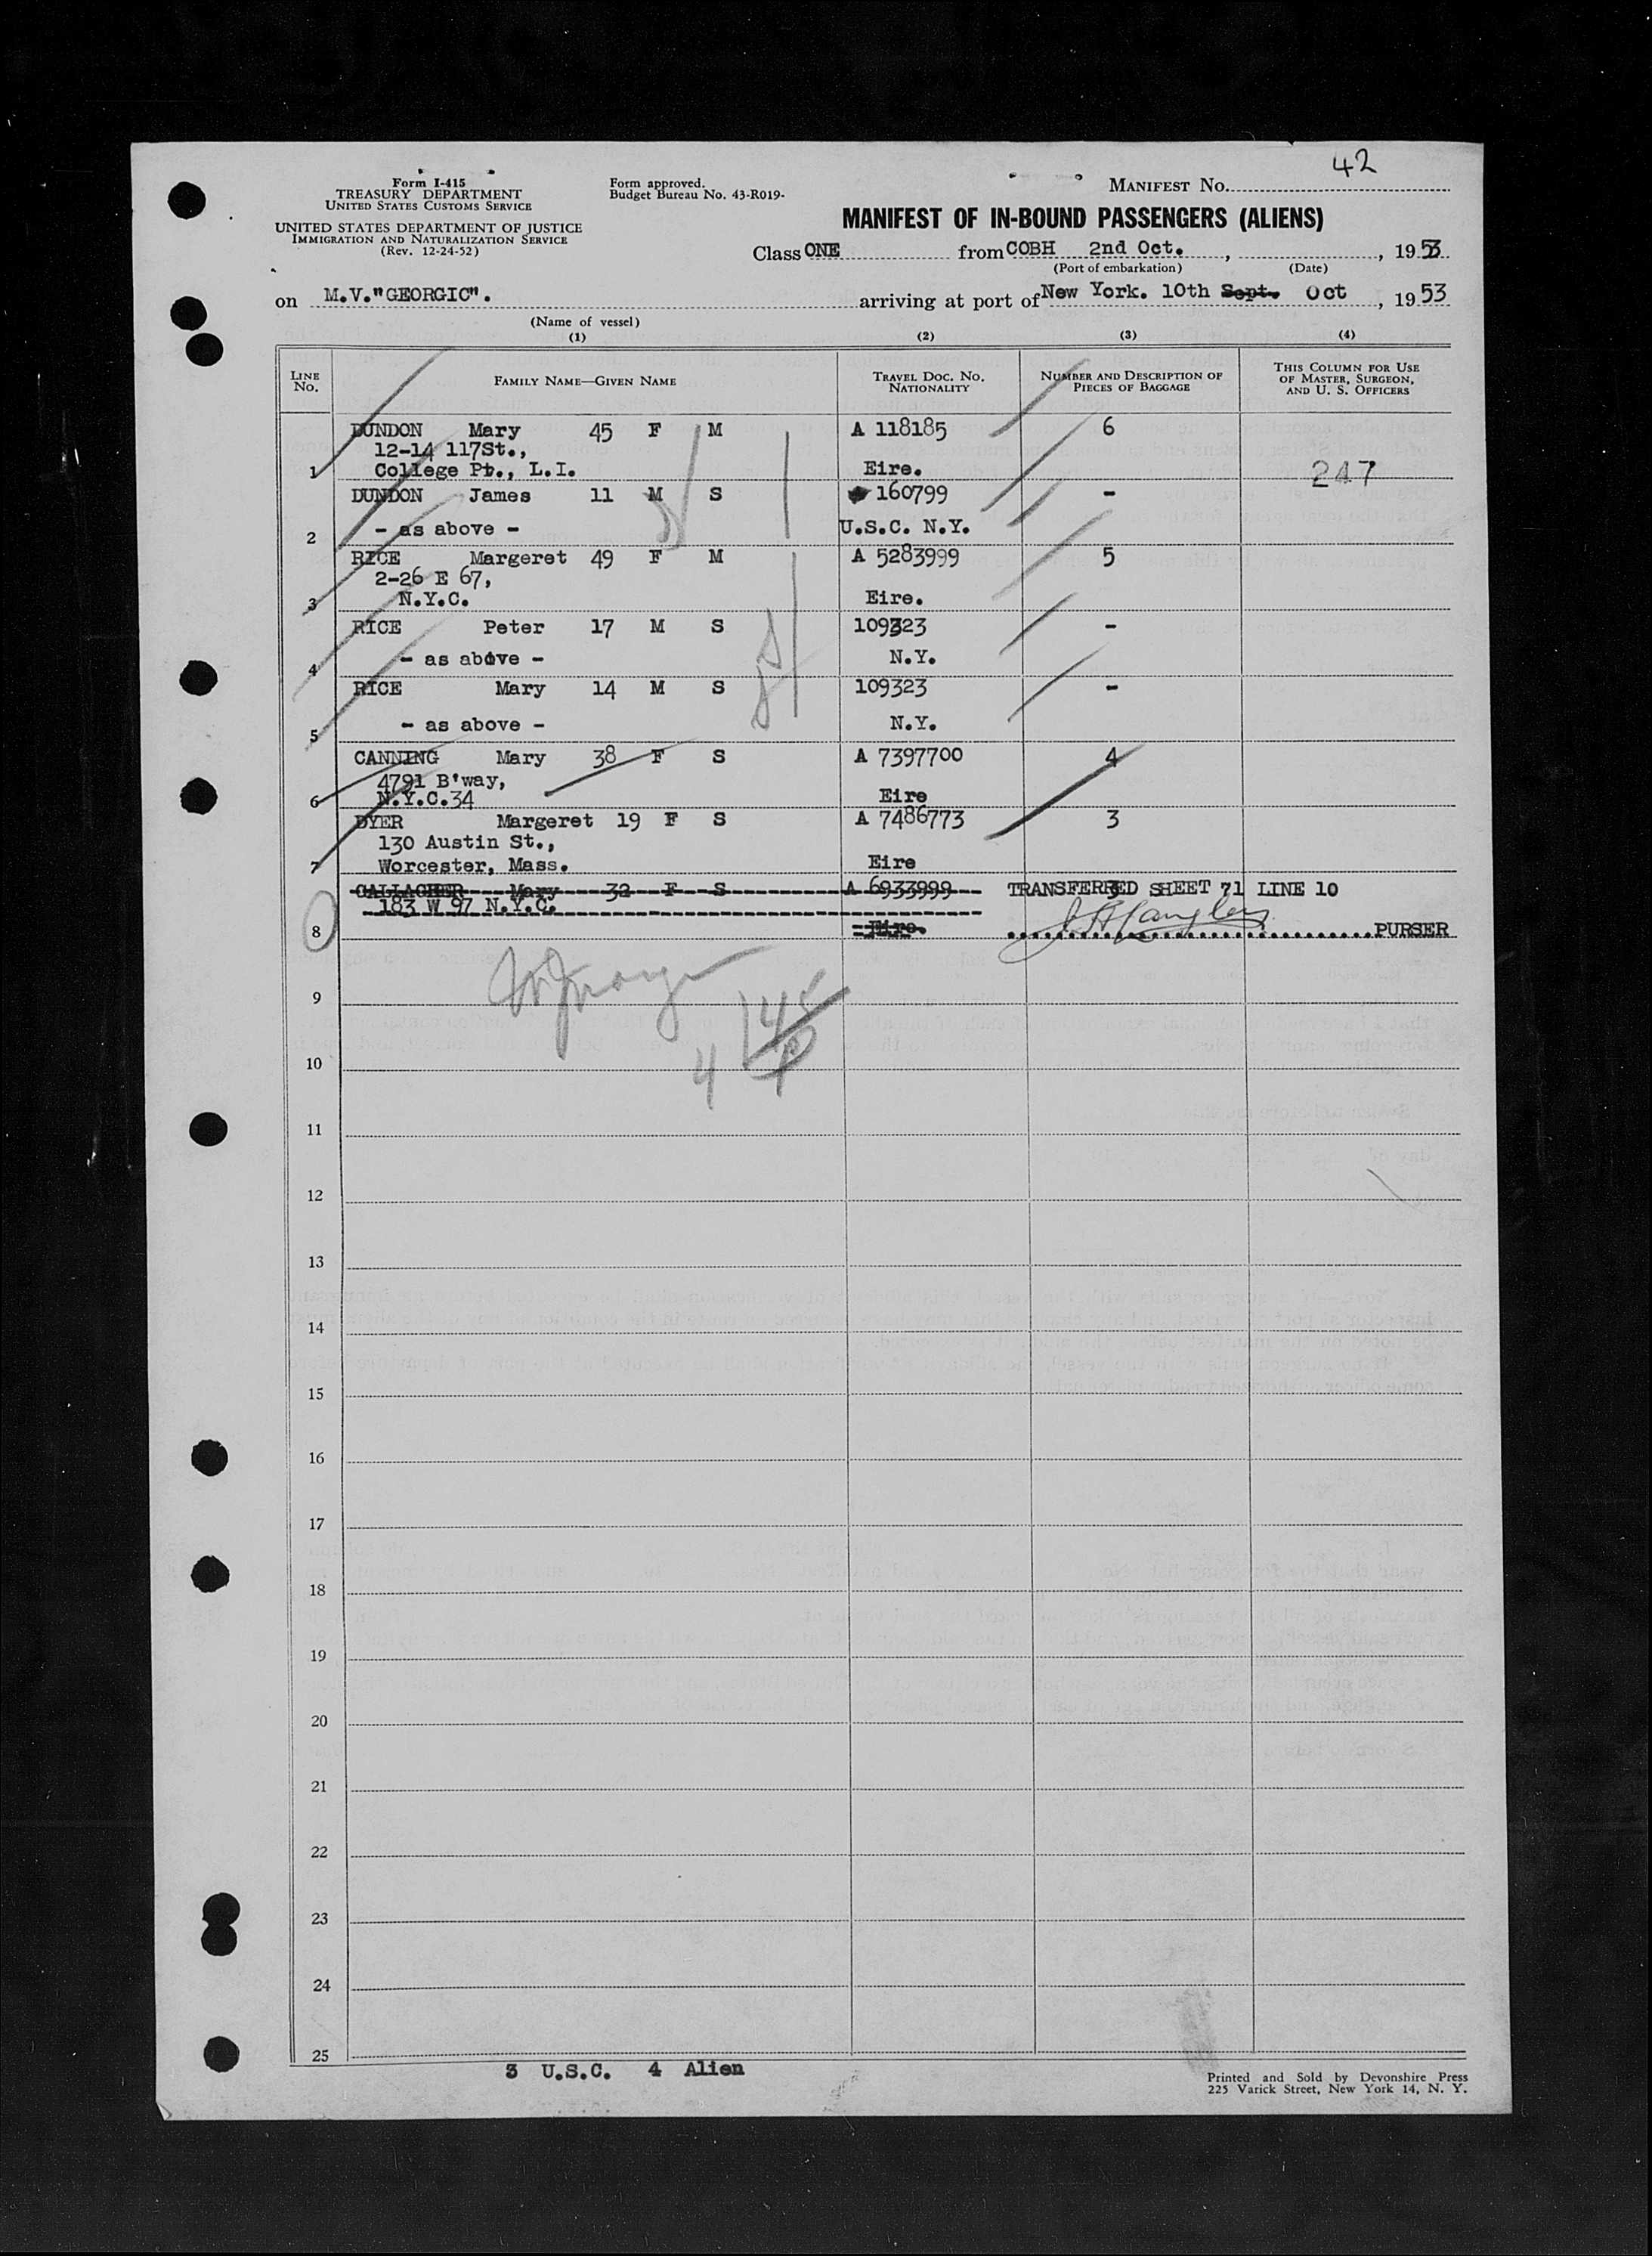 42
Form I-415
TREASURY DEPARTMENT
UNITED STATES CUSTOMS SERVICE
UNITED STATES DEPARTMENT OF JUSTICE
IMMIGRATION AND NATURALIZATION SERVICE
(Rev. 12-24-52)
Form approved.
Budget Bureau No. 43-R019-
MANIFEST No.
MANIFEST OF IN-BOUND PASSENGERS (ALIENS)
Class ONE from COBH 2nd Oct. , , 1953
(Port of embarkation) (Date)
on M.V."GEORGIC". arriving at port of New York. 10th Sept. Oct , 1953
(Name of vessel)
(1) (2) (3) (4)
LINE No. FAMILY NAME—GIVEN NAME TRAVEL DOC. NO. NATIONALITY NUMBER AND DESCRIPTION OF PIECES OF BAGGAGE THIS COLUMN FOR USE OF MASTER, SURGEON, AND U. S. OFFICERS
DUNDON Mary 45 F M A 118185 6
12-14 117St.,
1 College Pt., L.I. Eire. 247
DUNDON James 11 M S 160799 -
2 - as above - U.S.C. N.Y.
RICE Margeret 49 F M A 5283999 5
2-26 E 67,
3 N.Y.C. Eire.
RICE Peter 17 M S 109323 -
4 - as above - N.Y.
RICE Mary 14 M S 109323 -
5 - as above - N.Y.
CANNING Mary 38 F S A 7397700 4
4791 B'way,
6 N.Y.C.34 Eire
DYER Margeret 19 F S A 7486773 3
130 Austin St.,
7 Worcester, Mass. Eire
GALLAGHER Mary 32 F S A 6933999 3 TRANSFERRED SHEET 71 LINE 10
183 W 97 N.Y.C.
8 Eire. PURSER
9
10
4
11
12
13
14
15
16
17
18
19
20
21
22
23
24
25
3 U.S.C. 4 Alien
Printed and Sold by Devonshire Press
225 Varick Street, New York 14, N. Y.